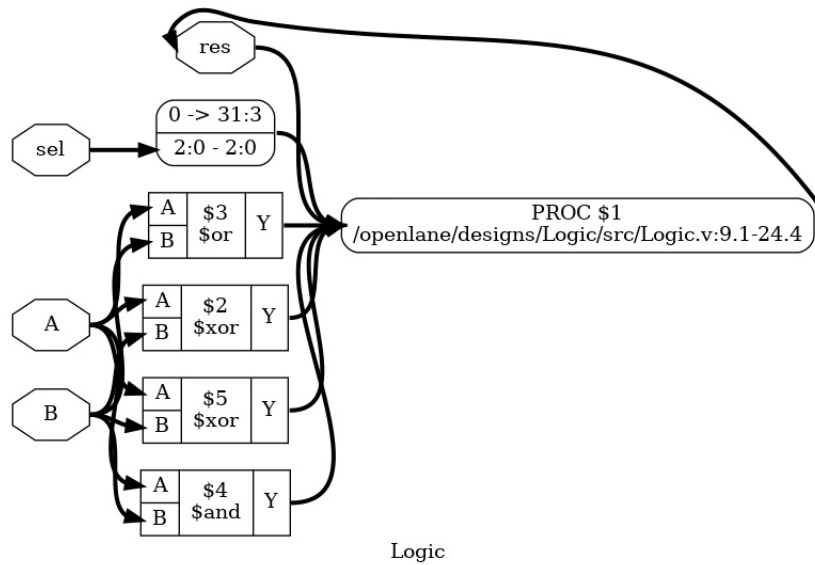 res
0 -> 31:3
2:0 - 2:0
sel
PROC $1
/openlane/designs/Logic/src/Logic.v:9.1-24.4
A
B
$3
$or
Y
A
B
$2
$xor
Y
A
B
A
B
$5
$xor
Y
A
B
$4
$and
Y
Logic